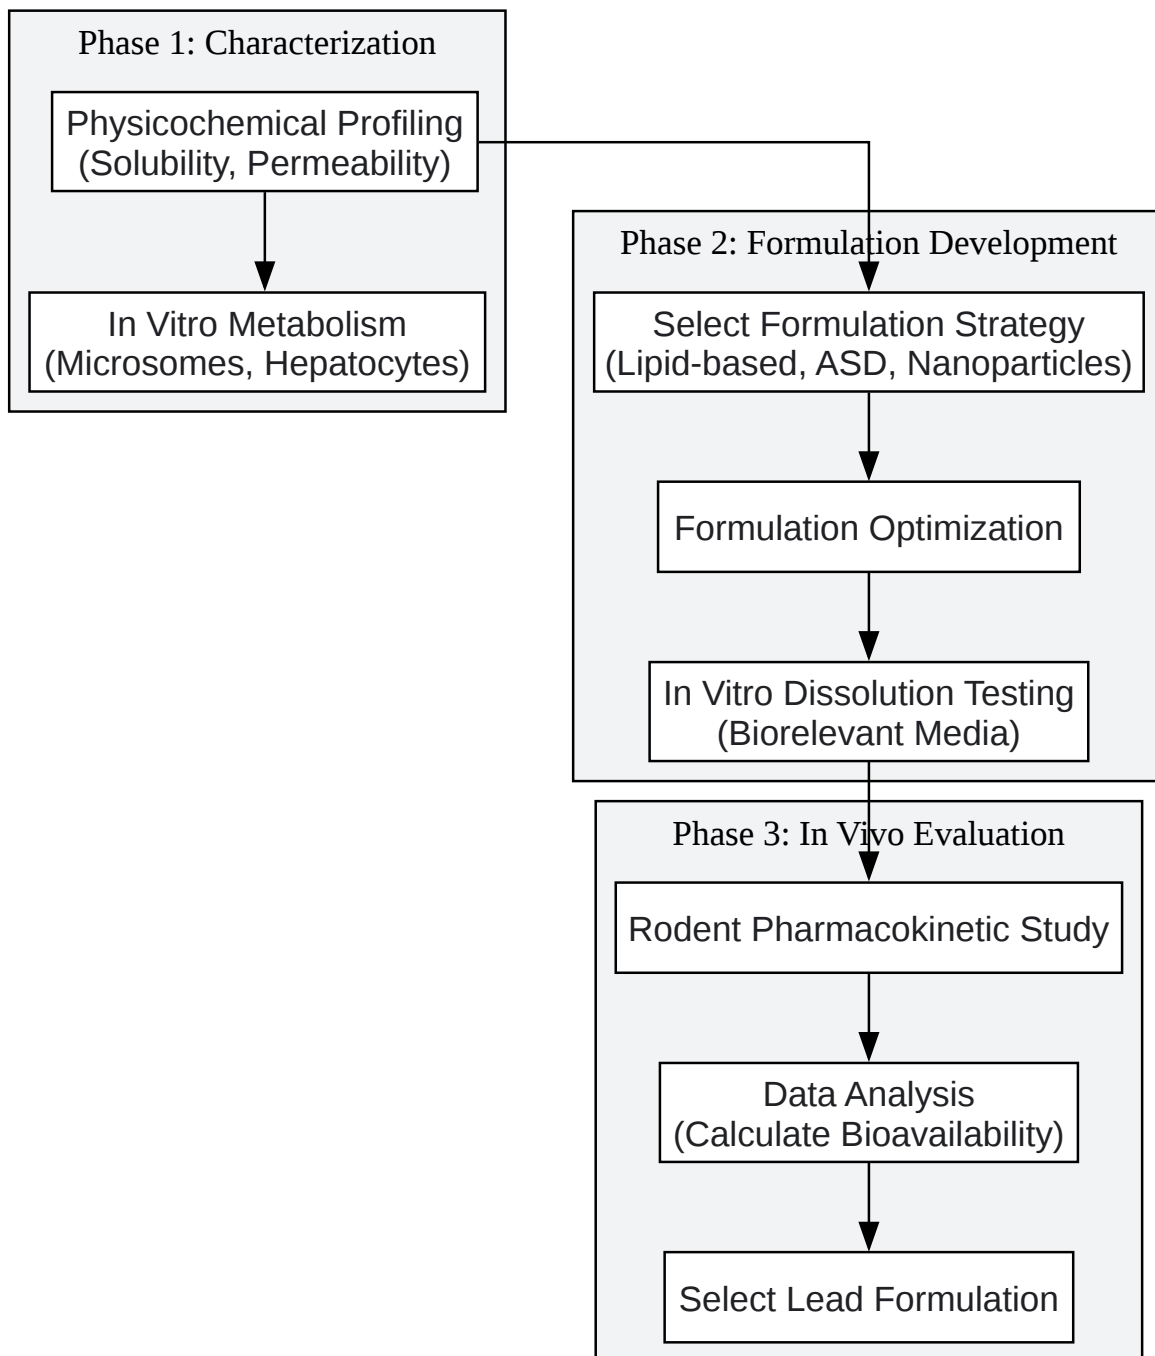 Phase 1: Characterization
Physicochemical Profiling
(Solubility, Permeability)
In Vitro Metabolism
(Microsomes, Hepatocytes)
Phase 2: Formulation Development
Select Formulation Strategy
(Lipid-based, ASD, Nanoparticles)
Formulation Optimization
In Vitro Dissolution Testing
(Biorelevant Media)
Phase 3: In Vivo Evaluation
Rodent Pharmacokinetic Study
Data Analysis
(Calculate Bioavailability)
Select Lead Formulation